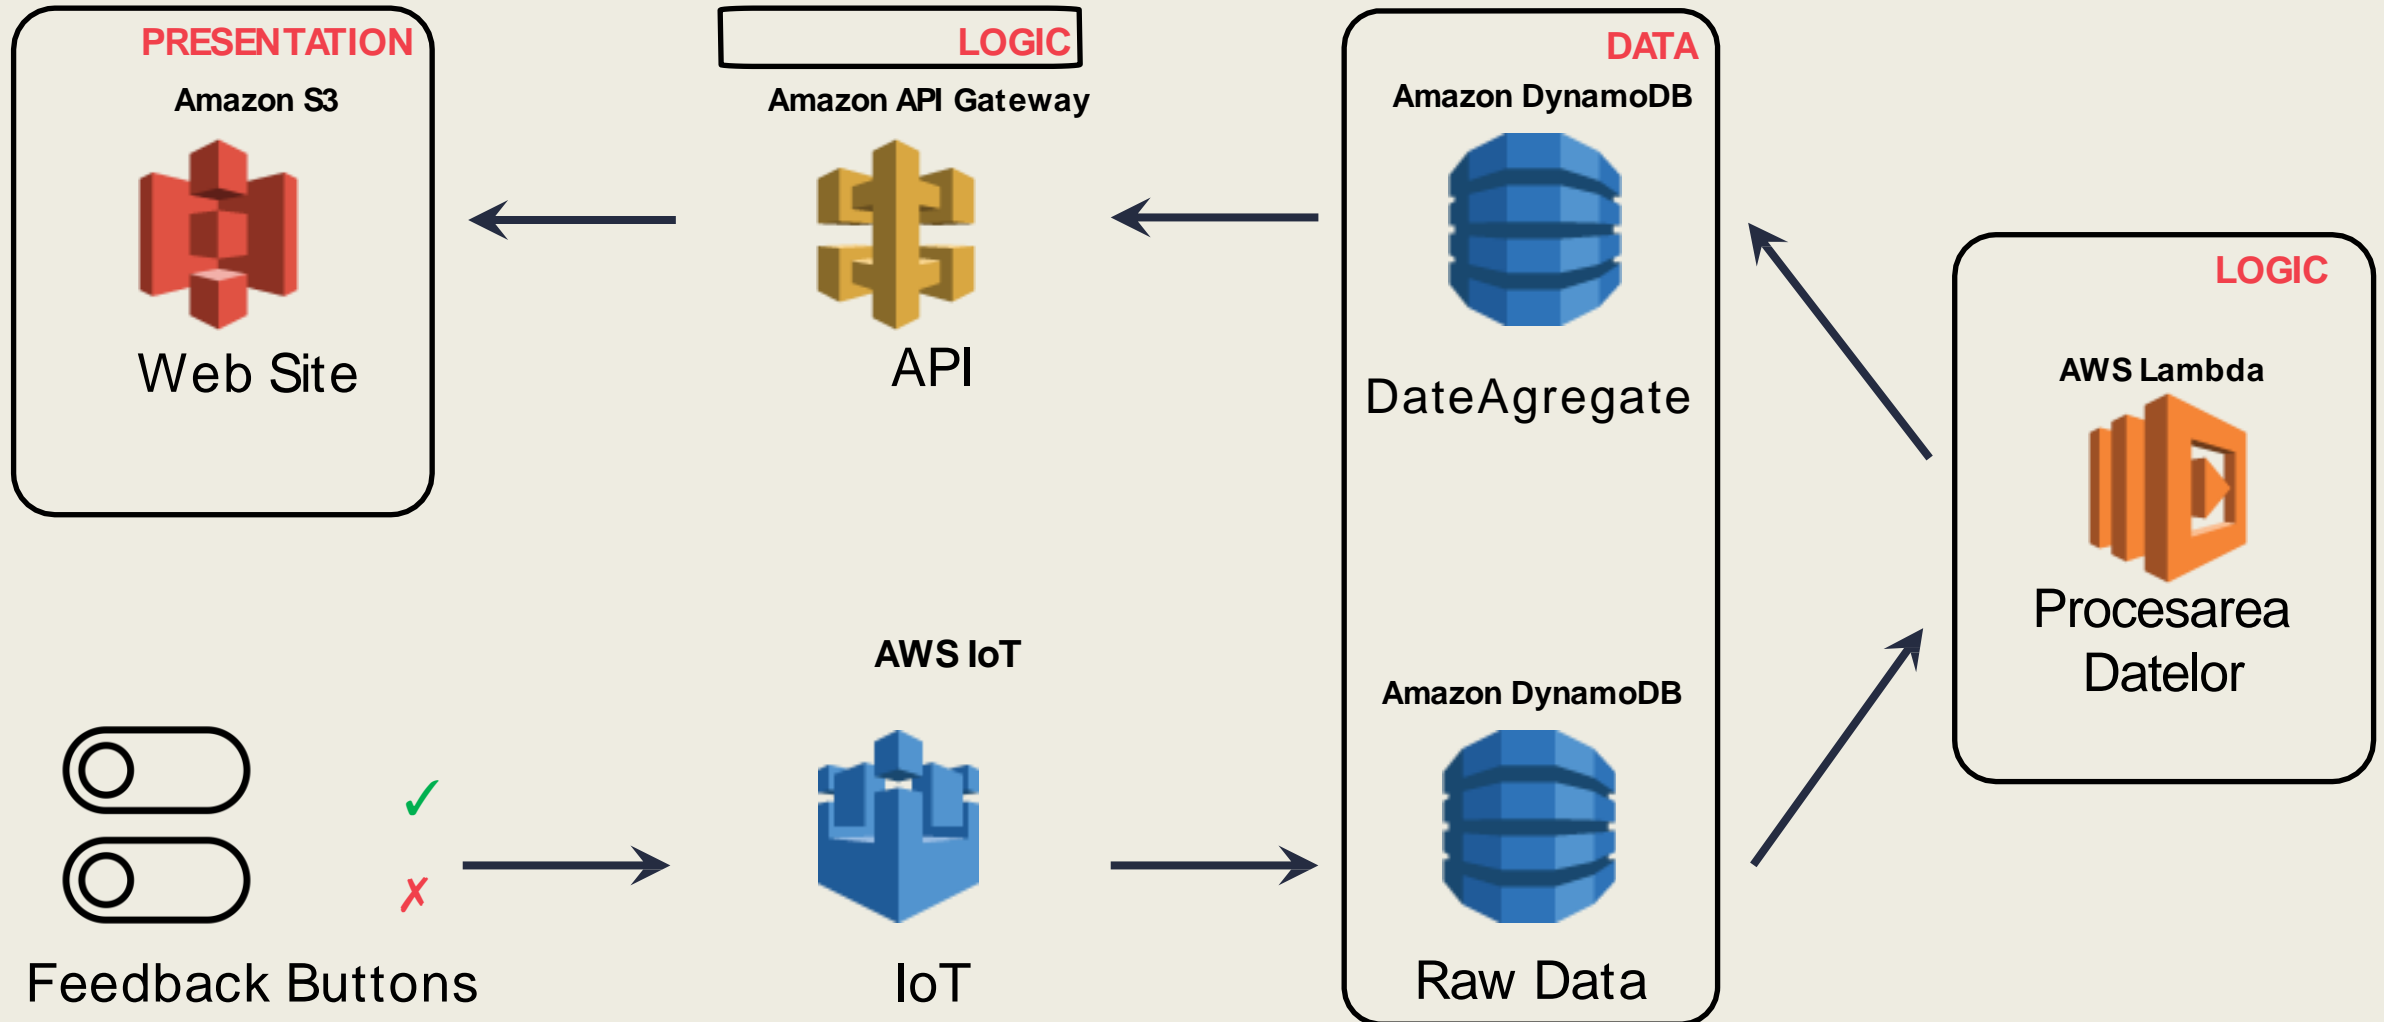 PRESENTATION
Amazon S3
Web Site
LOGIC
Amazon API Gateway
API
DATA
Amazon DynamoDB
DateAgregate
LOGIC
AWS Lambda
Procesarea
Datelor
✓
✗
Feedback Buttons
AWS IoT
IoT
Amazon DynamoDB
Raw Data